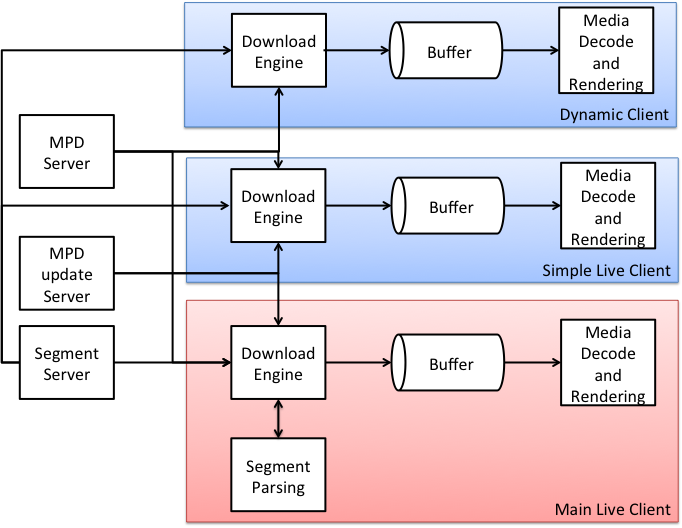 Download
Engine
Buffer
Media
Decode
and
Rendering
Dynamic Client
MPD
Server
Download
Engine
Buffer
Media
Decode
and
Rendering
Simple Live Client
MPD
update
Server
Segment
Server
Download
Engine
Buffer
Media
Decode
and
Rendering
Segment
Parsing
Main Live Client